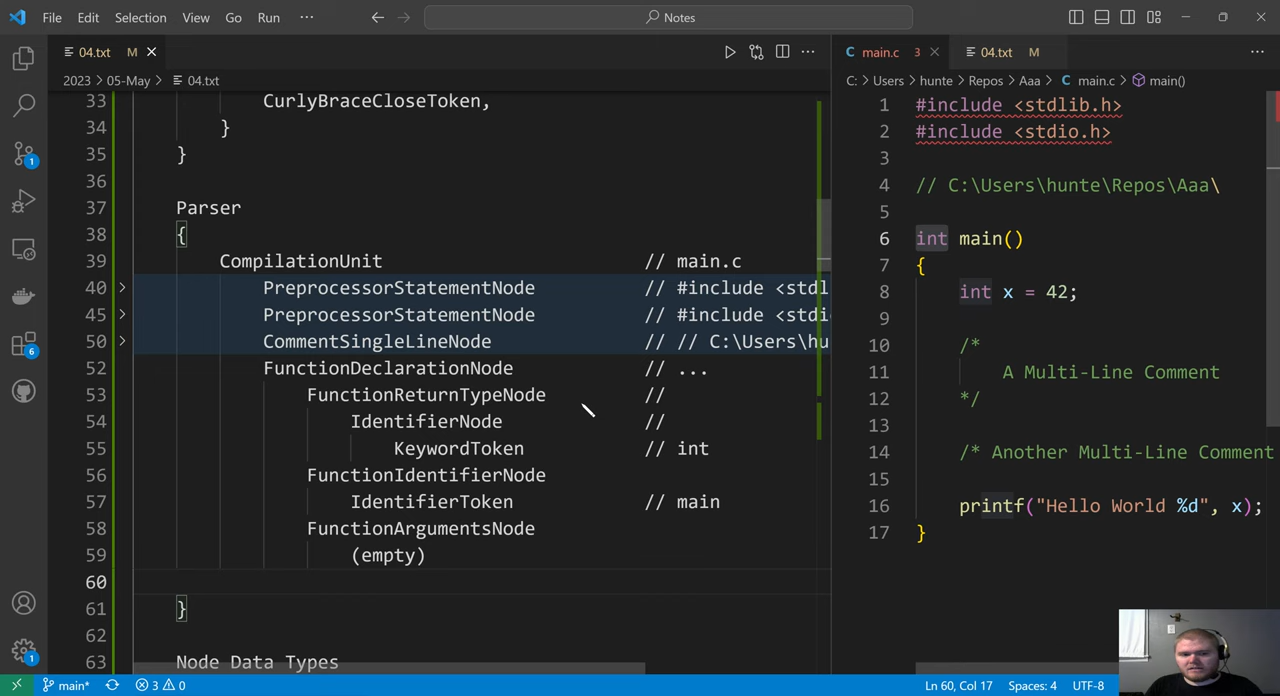 File Edit Selection View Go Run ··· Notes
04.txt M
main.c 3 04.txt M
2023 > 05-May > 04.txt
C: > Users > hunte > Repos > Aaa > C main.c > main()
33 CurlyBraceCloseToken,
34 }
35 }
36
37 Parser
38 {
39 CompilationUnit // main.c
40 PreprocessorStatementNode // #include <stdl
45 PreprocessorStatementNode // #include <stdi
50 CommentSingleLineNode // // C:\Users\hu
52 FunctionDeclarationNode // ...
53 FunctionReturnTypeNode //
54 IdentifierNode //
55 KeywordToken // int
56 FunctionIdentifierNode
57 IdentifierToken // main
58 FunctionArgumentsNode
59 (empty)
60
61 }
62
63 Node Data Types
1 #include <stdlib.h>
2 #include <stdio.h>
3
4 // C:\Users\hunte\Repos\Aaa\
5
6 int main()
7 {
8 int x = 42;
9
10 /*
11 A Multi-Line Comment
12 */
13
14 /* Another Multi-Line Comment
15
16 printf("Hello World %d", x);
17 }
1
6
1
main* 3 0 Ln 60, Col 17 Spaces: 4 UTF-8